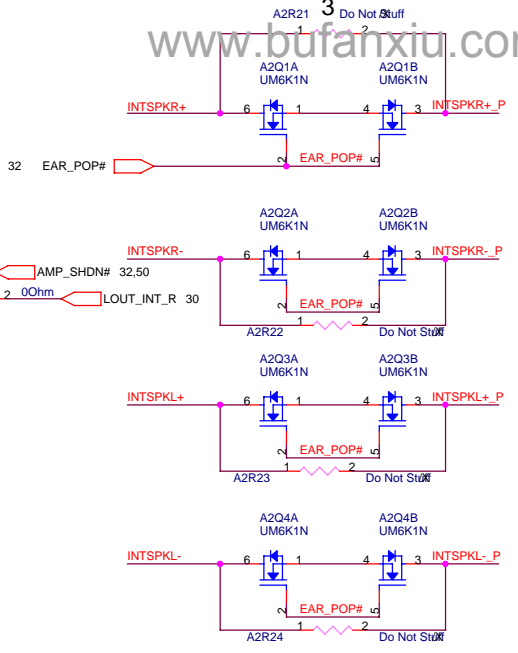 3
A2R21 Do Not Stuff
1 2
www.bufanxiu.com
A2Q1A A2Q1B
UM6K1N UM6K1N
INTSPKR+ 6 1 4 3 INTSPKR+_P
2 EAR_POP# 5
32 EAR_POP#
A2Q2A A2Q2B
UM6K1N UM6K1N
INTSPKR- 6 1 4 3 INTSPKR-_P
AMP_SHDN# 32,50
2 0Ohm LOUT_INT_R 30
2 EAR_POP# 5
1 2
A2R22 Do Not Stuff
A2Q3A A2Q3B
UM6K1N UM6K1N
INTSPKL+ 6 1 4 3 INTSPKL+_P
2 EAR_POP# 5
1 2
A2R23 Do Not Stuff
A2Q4A A2Q4B
UM6K1N UM6K1N
INTSPKL- 6 1 4 3 INTSPKL-_P
2 EAR_POP# 5
1 2
A2R24 Do Not Stuff